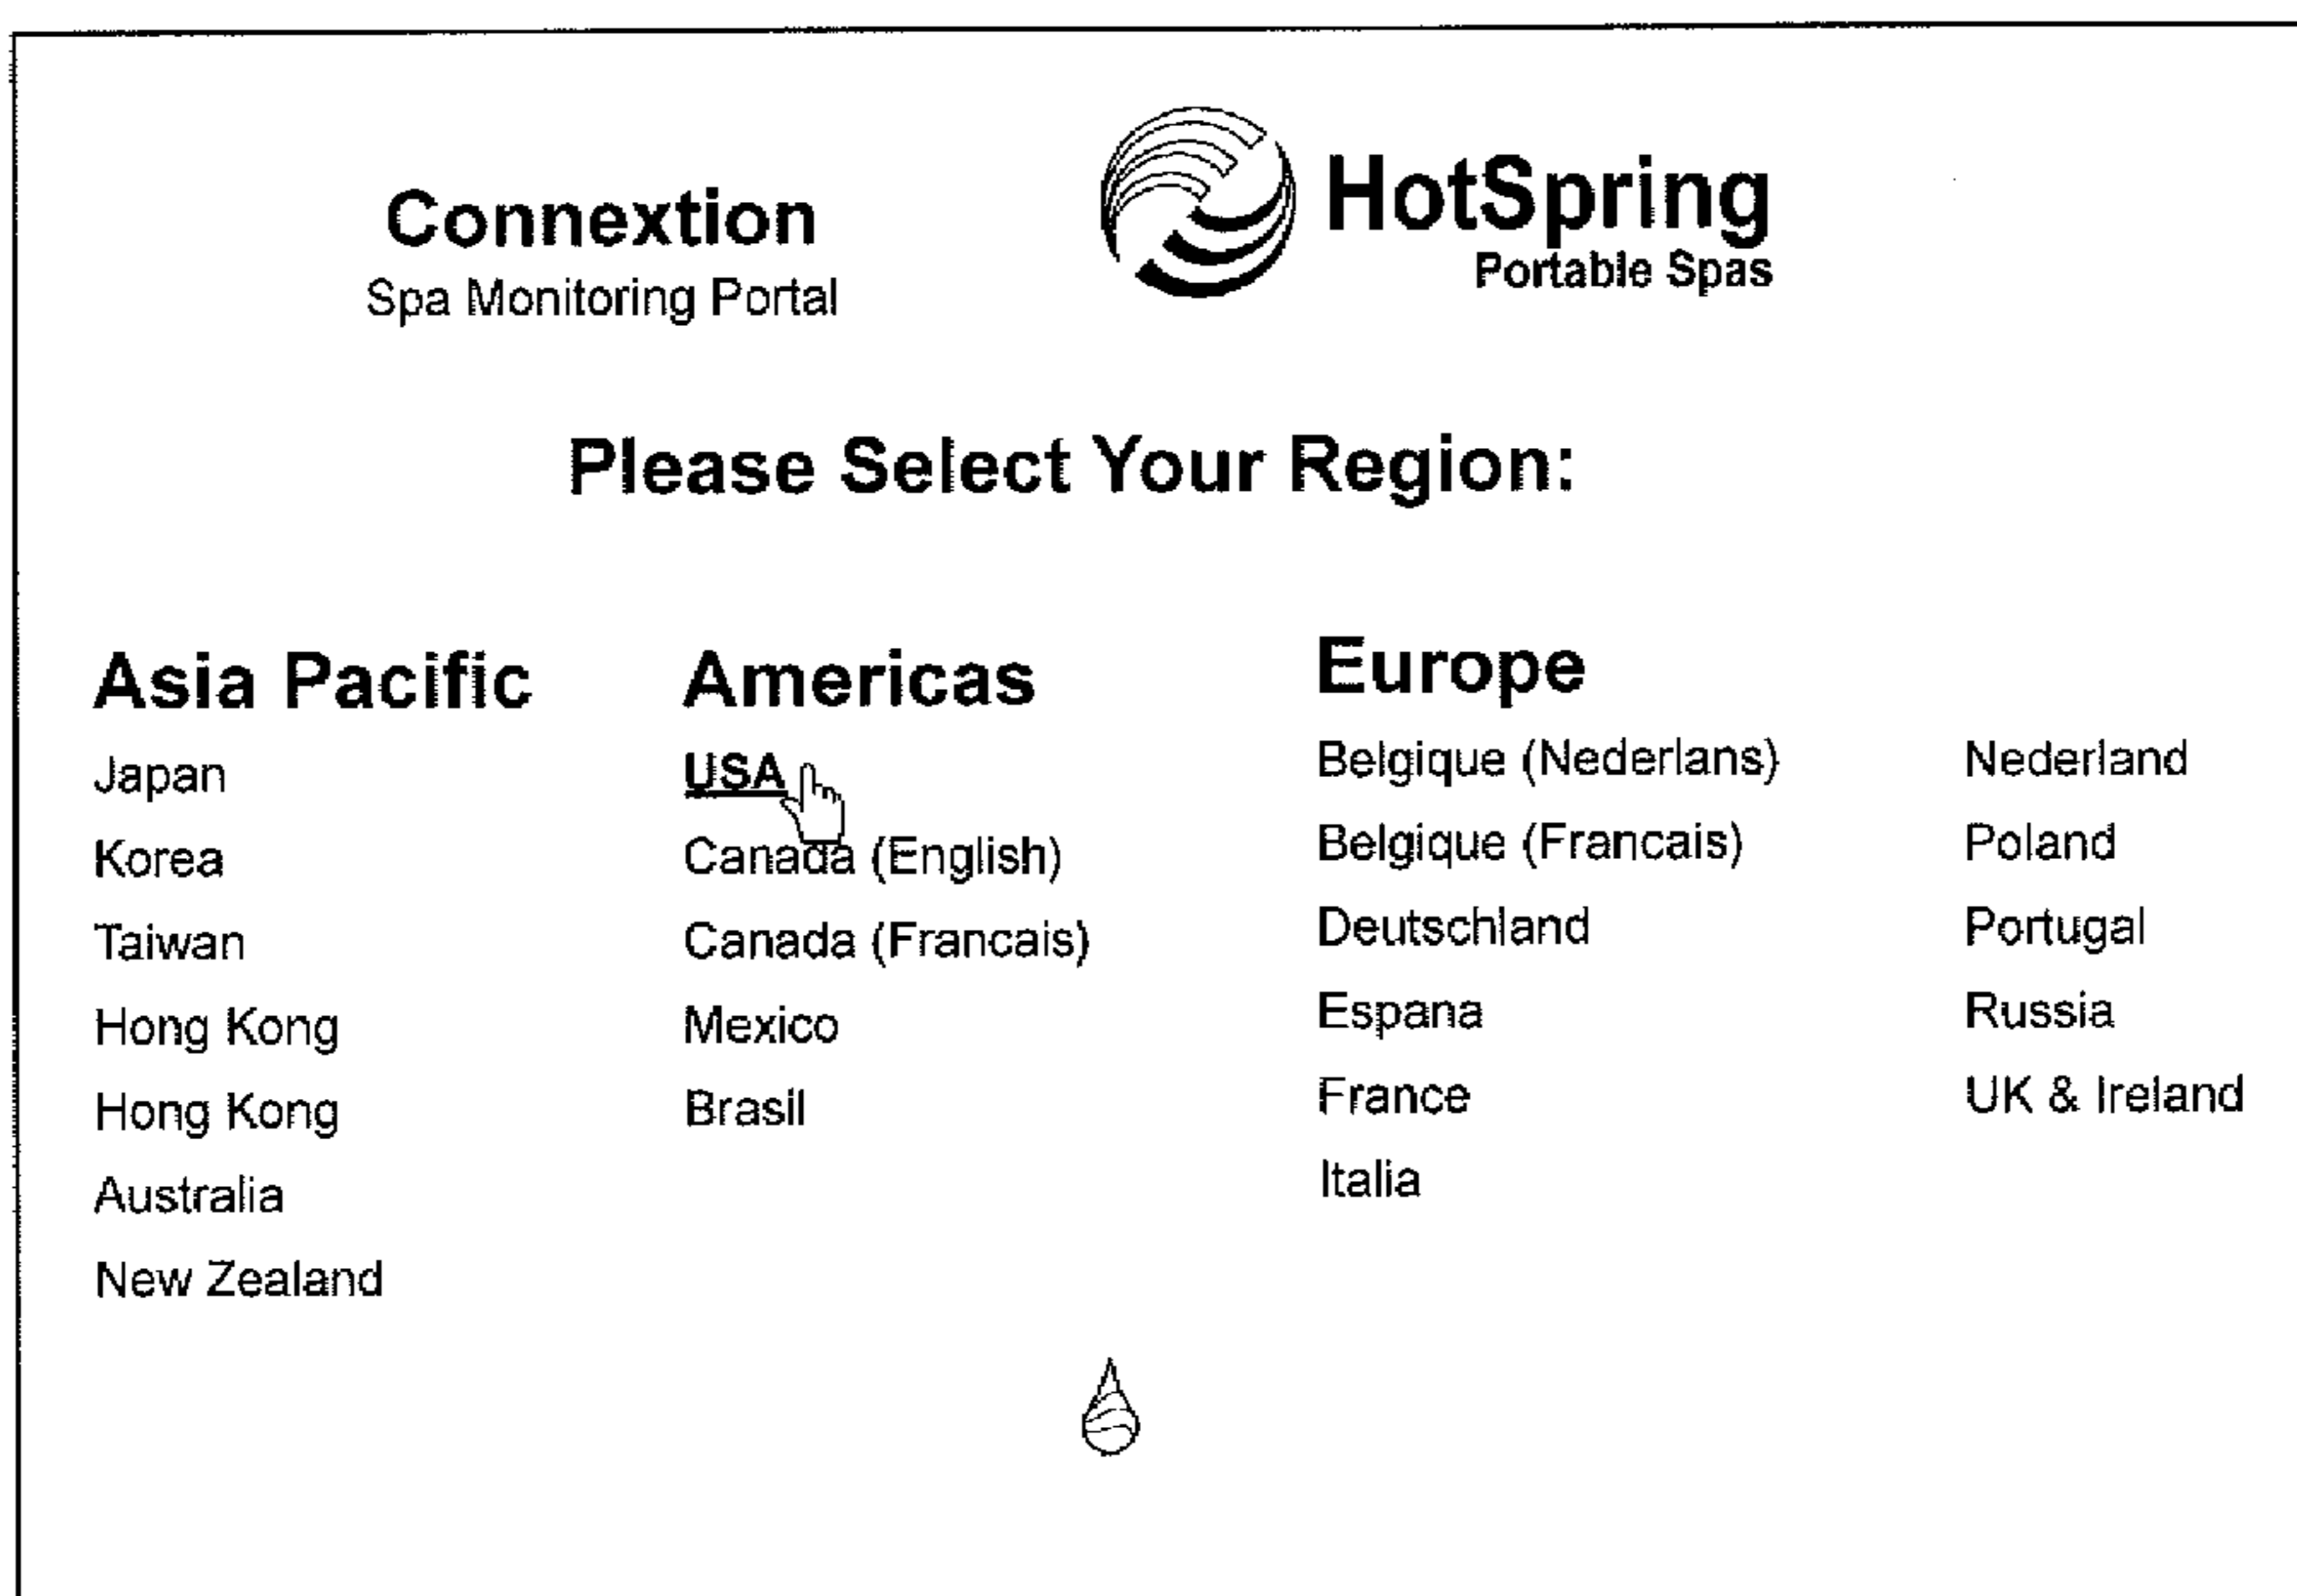 Connextion
Spa Monitoring Portal
HotSpring
Portable Spas
Please Select Your Region:
Asia Pacific
Japan
Korea
Taiwan
Hong Kong
Hong Kong
Australia
New Zealand
Americas
USA
Canada (English)
Canada (Francais)
Mexico
Brasil
Europe
Belgique (Nederlans)
Belgique (Francais)
Deutschland
Espana
France
Italia
Nederland
Poland
Portugal
Russia
UK & Ireland